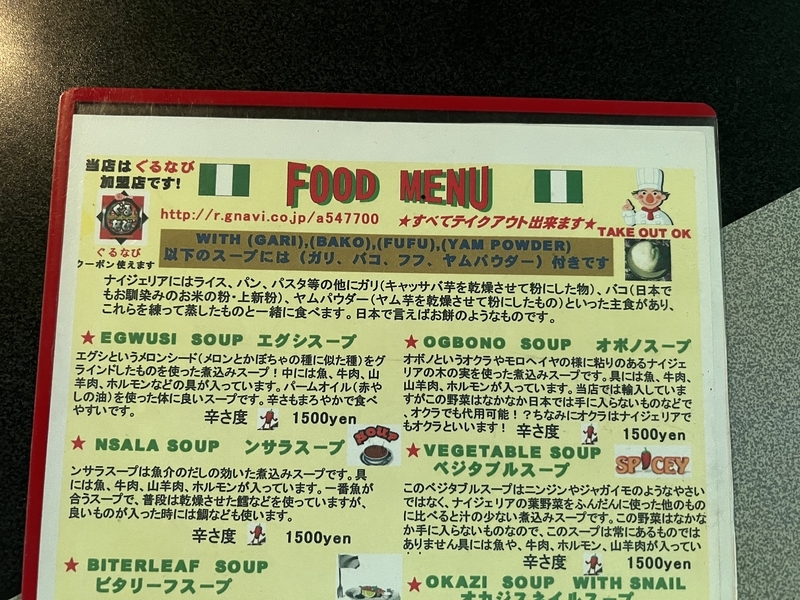 当店はぐるなび
加盟店です!
FOOD MENU
http://r.gnavi.co.jp/a547700
★すべてテイクアウト出来ます★
TAKE OUT OK
ぐるなび
クーポン使えます
WITH (GARI),(BAKO),(FUFU),(YAM POWDER)
以下のスープには（ガリ、バコ、フフ、ヤムパウダー）付きです
ナイジェリアにはライス、パン、パスタ等の他にガリ(キャッサバ芋を乾燥させて粉にした物)、バコ(日本で
もお馴染みのお米の粉・上新粉)、ヤムパウダー(ヤム芋を乾燥させて粉にしたもの)といった主食があり、
これらを練って蒸したものと一緒に食べます。日本で言えばお餅のようなものです。
★EGWUSI SOUP エグシスープ
エグシというメロンシード(メロンとかぼちゃの種に似た種)をグ
ラインドしたものを使った煮込みスープ!中には魚、牛肉、山
羊肉、ホルモンなどの具が入っています。パームオイル(赤や
しの油)を使った体に良いスープです。辛さもまろやかで食べ
やすいです。
辛さ度 1500yen
★OGBONO SOUP オボノスープ
オボノというオクラやモロヘイヤの様に粘りのあるナイジェ
リアの木の実を使った煮込みスープです。具には魚、牛肉、
山羊肉、ホルモンが入っています。当店では輸入していま
すがこの野菜はなかなか日本では手に入らないものなどで
、オクラでも代用可能!?ちなみにオクラはナイジェリアで
もオクラといいます!
辛さ度 1500yen
★NSALA SOUP ンサラスープ
HOT SOUP
ンサラスープは魚介のだしの効いた煮込みスープです。具
には魚、牛肉、山羊肉、ホルモンが入っています。一番魚が
合うスープで、普段は乾燥させた鱈などを使っていますが、
良いものが入った時には鯛なども使います。
辛さ度 1500yen
★VEGETABLE SOUP
ベジタブルスープ
SPICEY
このベジタブルスープはニンジンやジャガイモのようなやさい
ではなく、ナイジェリアの葉野菜をふんだんに使った他のもの
に比べると汁の少ない煮込みスープです。この野菜はなかな
か手に入らないものなので、このスープは常にあるものでは
ありません具には魚や、牛肉、ホルモン、山羊肉が入ってい
辛さ度 1500yen
★BITERLEAF SOUP
ビタリーフスープ
★OKAZI SOUP WITH SNAIL
オカジスネイルスープ